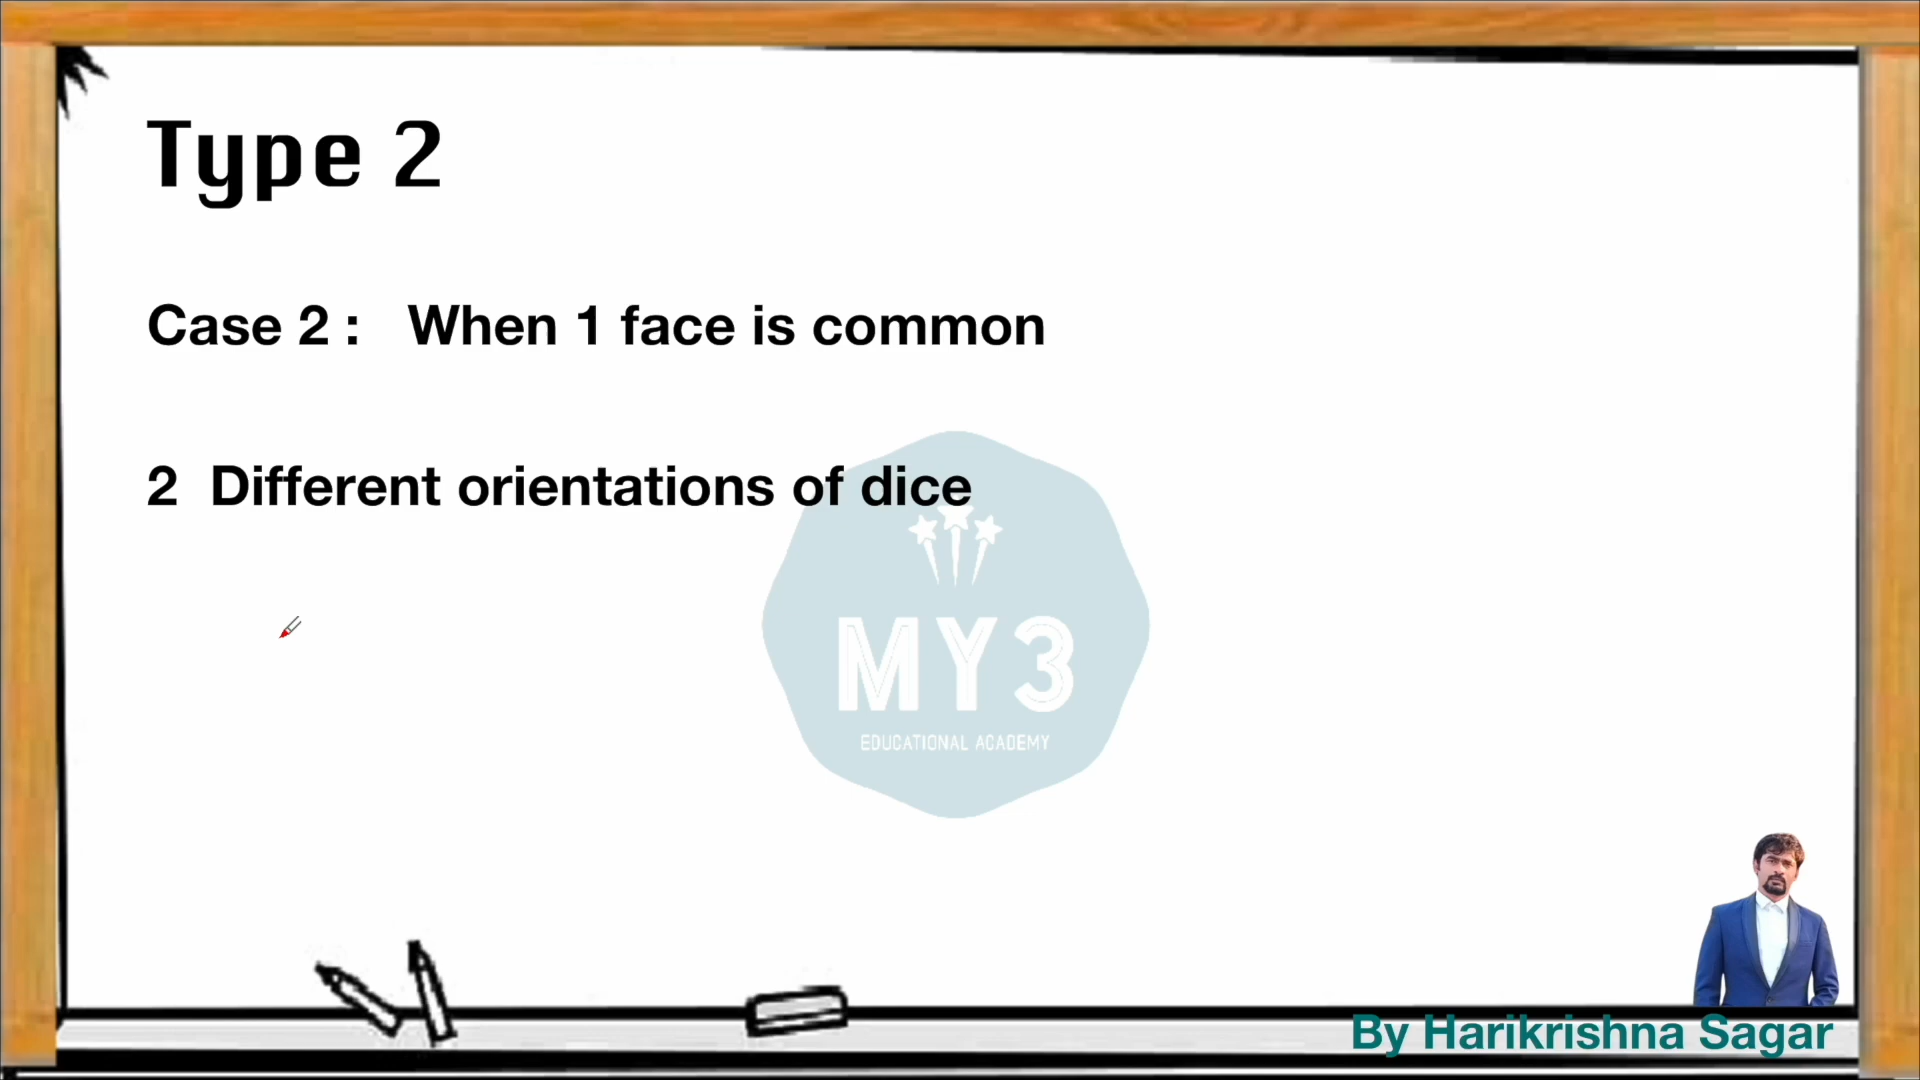 Type 2
Case 2 : When 1 face is common
2 Different orientations of dice
MY3
EDUCATIONAL ACADEMY
By Harikrishna Sagar